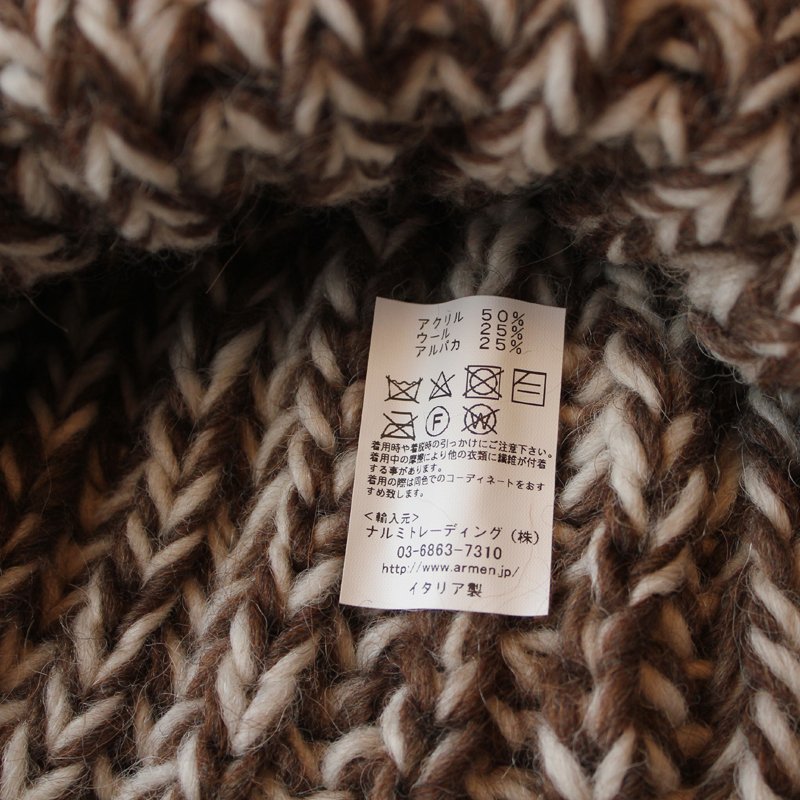 アクリル 50%
ウール 25%
アルパカ 25%
F
W
着用時や着脱時の引っかけにご注意下さい。
着用中の摩擦により他の衣類に繊維が付着
する事があります。
着用の際は同色でのコーディネートをおす
すめ致します。
<輸入元>
ナルミトレーディング(株)
03-6863-7310
http://www.armen.jp/
イタリア製